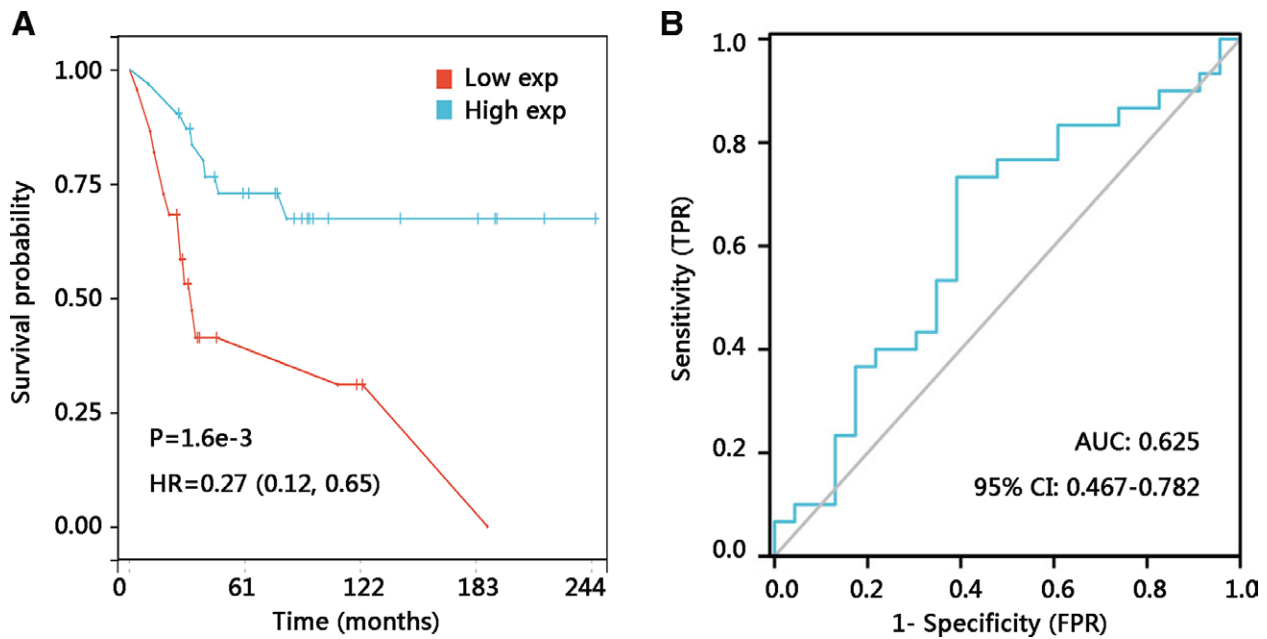 A
Survival probability
1.00
0.75
0.50
0.25
0.00
Low exp
High exp
P=1.6e-3
HR=0.27 (0.12, 0.65)
0 61 122 183 244
Time (months)
B
Sensitivity (TPR)
1.0
0.8
0.6
0.4
0.2
0.0
AUC: 0.625
95% CI: 0.467-0.782
0.0 0.2 0.4 0.6 0.8 1.0
1- Specificity (FPR)